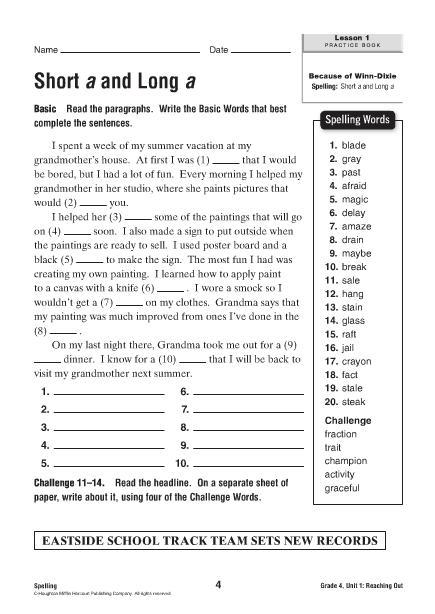 Name Date
Lesson 1
PRACTICE BOOK
Because of Winn-Dixie
Spelling: Short a and Long a
Short a and Long a
Basic Read the paragraphs. Write the Basic Words that best
complete the sentences.
I spent a week of my summer vacation at my
grandmother's house. At first I was (1) _____ that I would
be bored, but I had a lot of fun. Every morning I helped my
grandmother in her studio, where she paints pictures that
would (2) _____ you.
I helped her (3) _____ some of the paintings that will go
on (4) _____ soon. I also made a sign to put outside when
the paintings are ready to sell. I used poster board and a
black (5) _____ to make the sign. The most fun I had was
creating my own painting. I learned how to apply paint
to a canvas with a knife (6) _____ . I wore a smock so I
wouldn't get a (7) _____ on my clothes. Grandma says that
my painting was much improved from ones I've done in the
(8) _____ .
On my last night there, Grandma took me out for a (9)
_____ dinner. I know for a (10) _____ that I will be back to
visit my grandmother next summer.
1. 6.
2. 7.
3. 8.
4. 9.
5. 10.
Challenge 11–14. Read the headline. On a separate sheet of
paper, write about it, using four of the Challenge Words.
Spelling Words
1. blade
2. gray
3. past
4. afraid
5. magic
6. delay
7. amaze
8. drain
9. maybe
10. break
11. sale
12. hang
13. stain
14. glass
15. raft
16. jail
17. crayon
18. fact
19. stale
20. steak
Challenge
fraction
trait
champion
activity
graceful
EASTSIDE SCHOOL TRACK TEAM SETS NEW RECORDS
Spelling 4 Grade 4, Unit 1: Reaching Out
© Houghton Mifflin Harcourt Publishing Company. All rights reserved.